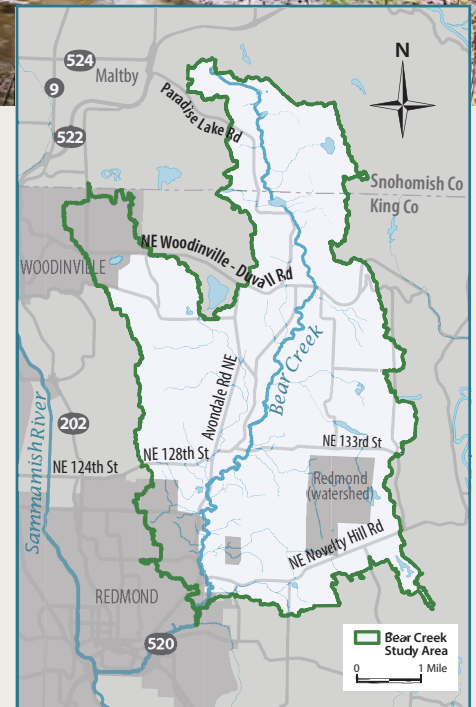 N
524
Maltby
9
Paradise Lake Rd
522
Snohomish Co
King Co
NE Woodinville - Duvall Rd
WOODINVILLE
Bear Creek
Avondale Rd NE
202
Sammamish River
NE 133rd St
NE 128th St
NE 124th St
Redmond
(watershed)
NE Novelty Hill Rd
REDMOND
520
Bear Creek
Study Area
0 1 Mile